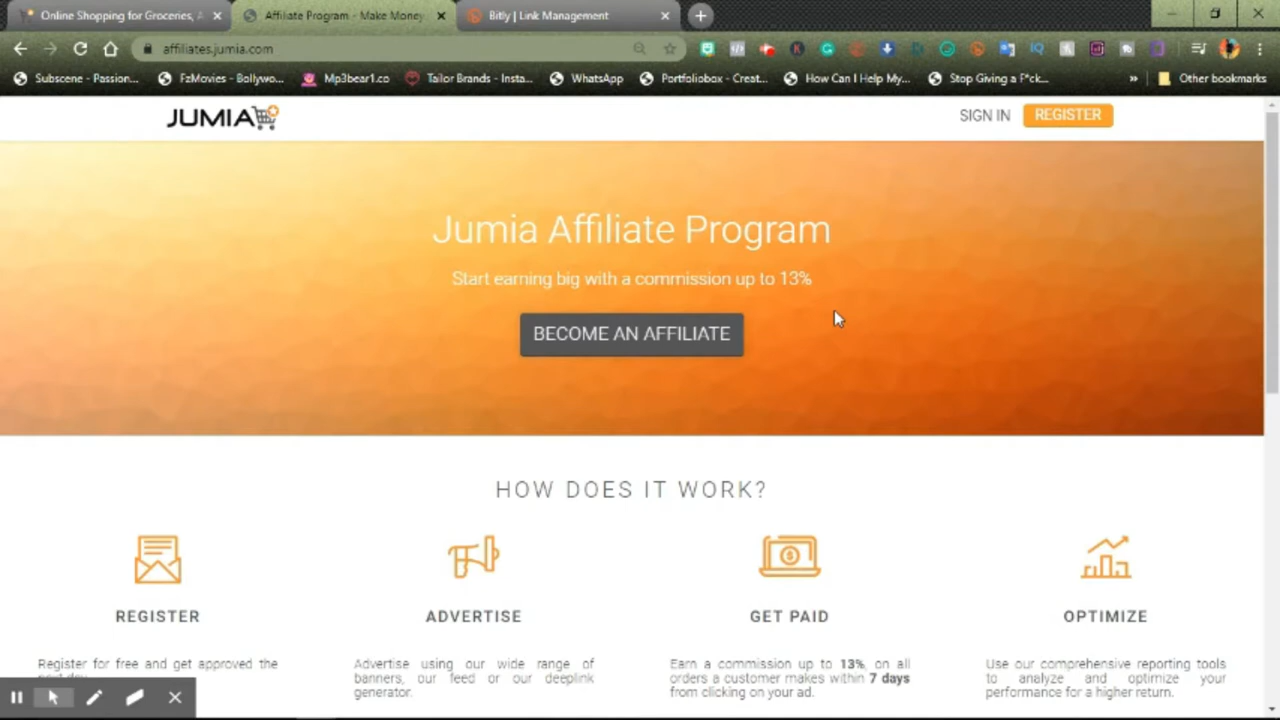 Online Shopping for Groceries, A
Affiliate Program - Make Money
Bitly | Link Management
affiliates.jumia.com
Subscene - Passion...
FzMovies - Bollywo...
Mp3bear1.co
Tailor Brands - Insta...
WhatsApp
Portfoliobox - Creat...
How Can I Help My...
Stop Giving a F*ck...
»
Other bookmarks
JUMIA
SIGN IN
REGISTER
Jumia Affiliate Program
Start earning big with a commission up to 13%
BECOME AN AFFILIATE
HOW DOES IT WORK?
REGISTER
Register for free and get approved the
next day.
ADVERTISE
Advertise using our wide range of
banners, our feed or our deeplink
generator.
GET PAID
Earn a commission up to 13%, on all
orders a customer makes within 7 days
from clicking on your ad.
OPTIMIZE
Use our comprehensive reporting tools
to analyze and optimize your
performance for a higher return.